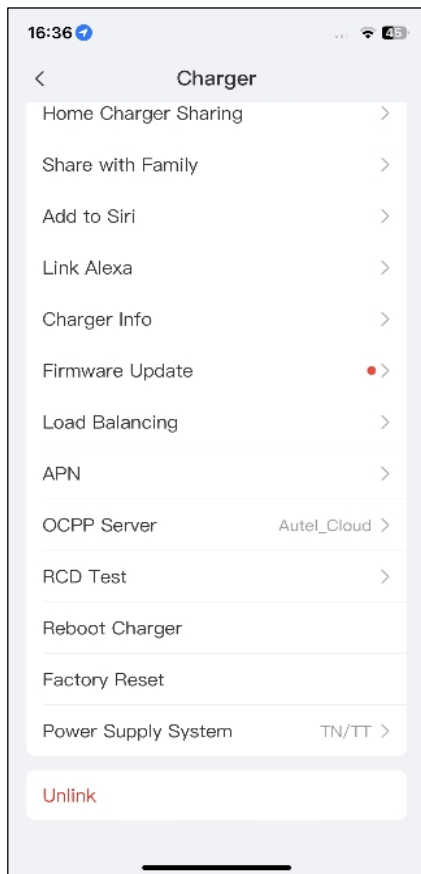 16:36
45
Charger
Home Charger Sharing
Share with Family
Add to Siri
Link Alexa
Charger Info
Firmware Update
Load Balancing
APN
OCPP Server Autel_Cloud
RCD Test
Reboot Charger
Factory Reset
Power Supply System TN/TT
Unlink